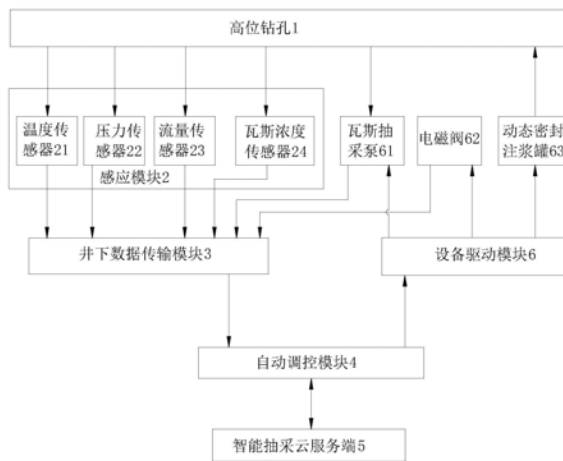 高位钻孔1
温度传
感器21
压力传
感器22
流量传
感器23
瓦斯浓度
传感器24
感应模块2
瓦斯抽
采泵61
电磁阀62
动态密封
注浆罐63
井下数据传输模块3
设备驱动模块6
自动调控模块4
智能抽采云服务端5